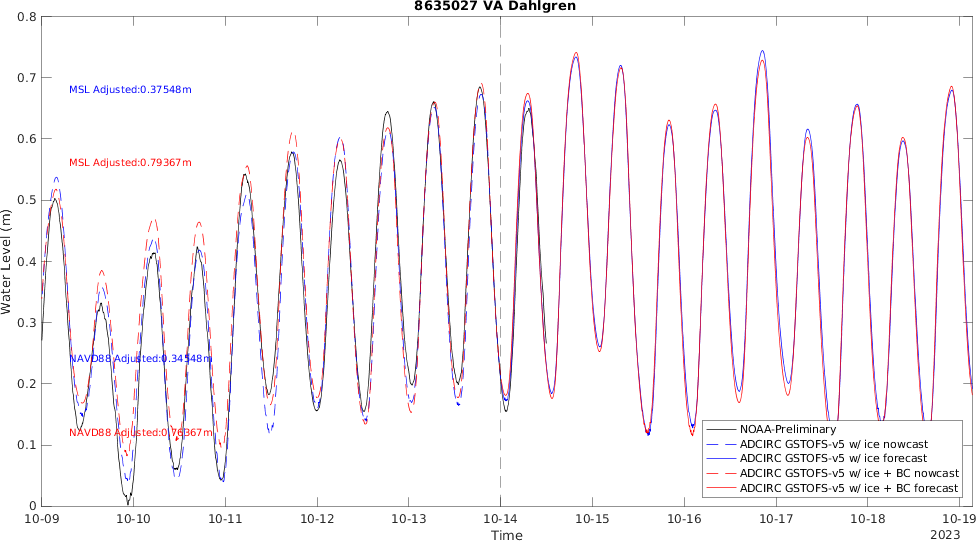 8635027 VA Dahlgren
0.8
0.7
0.6
0.5
0.4
0.3
0.2
0.1
0
Water Level (m)
MSL Adjusted:0.37548m
MSL Adjusted:0.79367m
NAVD88 Adjusted:0.34548m
NAVD88 Adjusted:0.76367m
NOAA-Preliminary
ADCIRC GSTOFS-v5 w/ ice nowcast
ADCIRC GSTOFS-v5 w/ ice forecast
ADCIRC GSTOFS-v5 w/ ice + BC nowcast
ADCIRC GSTOFS-v5 w/ ice + BC forecast
10-09 10-10 10-11 10-12 10-13 10-14 10-15 10-16 10-17 10-18 10-19
Time
2023